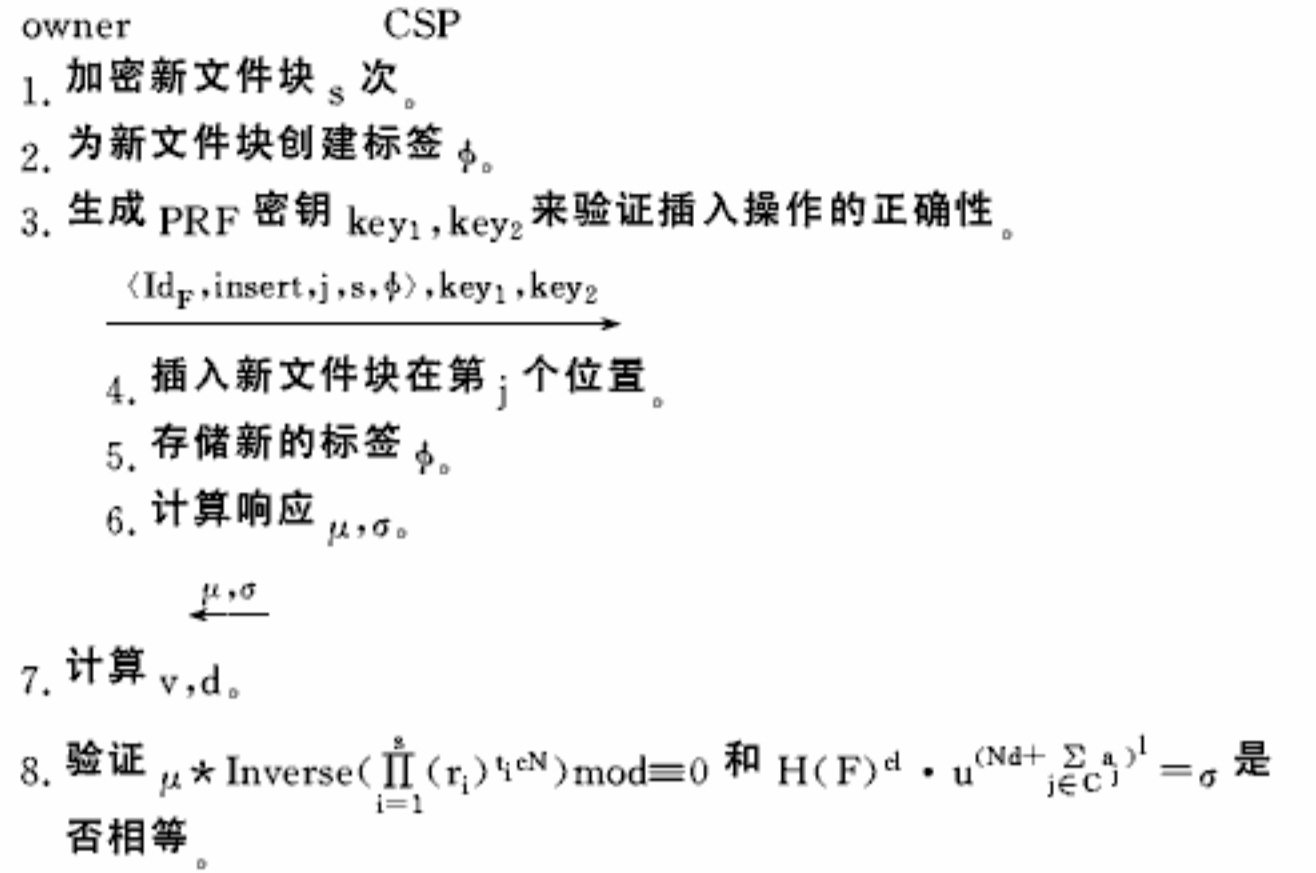 owner CSP
1. 加密新文件块 s 次。
2. 为新文件块创建标签 ϕ。
3. 生成 PRF 密钥 key₁,key₂ 来验证插入操作的正确性。
〈Id_F,insert,j,s,ϕ〉,key₁,key₂
4. 插入新文件块在第 j 个位置。
5. 存储新的标签 ϕ。
6. 计算响应 μ,σ。
μ,σ
7. 计算 v,d。
8. 验证 μ * Inverse(∏_{i=1}^{s}(r_i)^{t_i cN})mod≡0 和 H(F)^d · u^{(Nd+∑_{j∈C} a_j)^l} =σ 是
否相等。